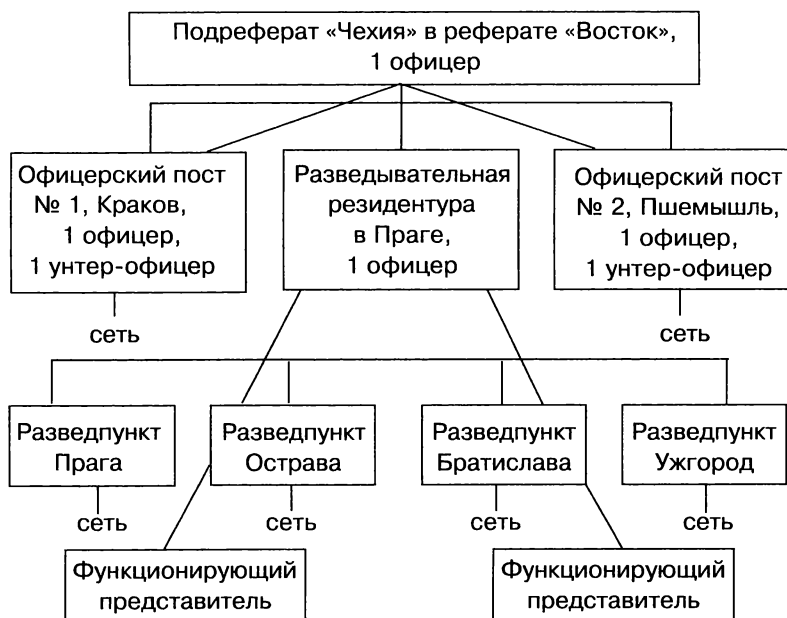 Подреферат «Чехия» в реферате «Восток»,
1 офицер
Офицерский пост
№ 1, Краков,
1 офицер,
1 унтер-офицер
Разведывательная
резидентура
в Праге,
1 офицер
Офицерский пост
№ 2, Пшемышль,
1 офицер,
1 унтер-офицер
сеть
сеть
Разведпункт
Прага
Разведпункт
Острава
Разведпункт
Братислава
Разведпункт
Ужгород
сеть
сеть
сеть
сеть
Функционирующий
представитель
Функционирующий
представитель